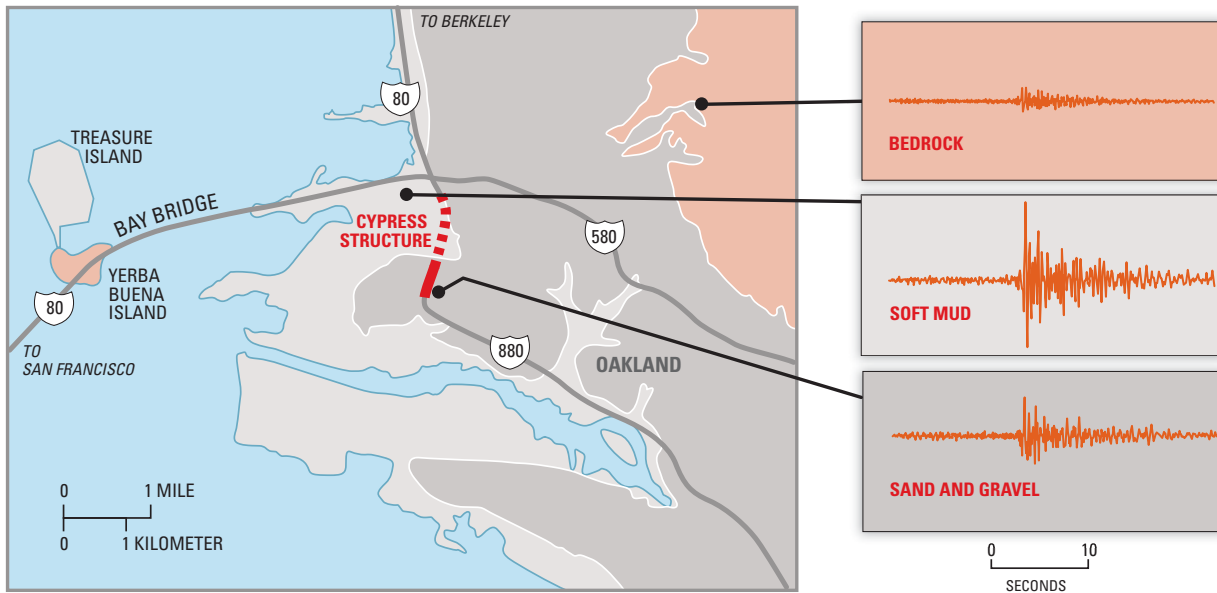 TO BERKELEY
80
TREASURE
ISLAND
BAY BRIDGE
CYPRESS
STRUCTURE
580
YERBA
BUENA
ISLAND
80
TO
SAN FRANCISCO
880
OAKLAND
0 1 MILE
0 1 KILOMETER
BEDROCK
SOFT MUD
SAND AND GRAVEL
0 10
SECONDS